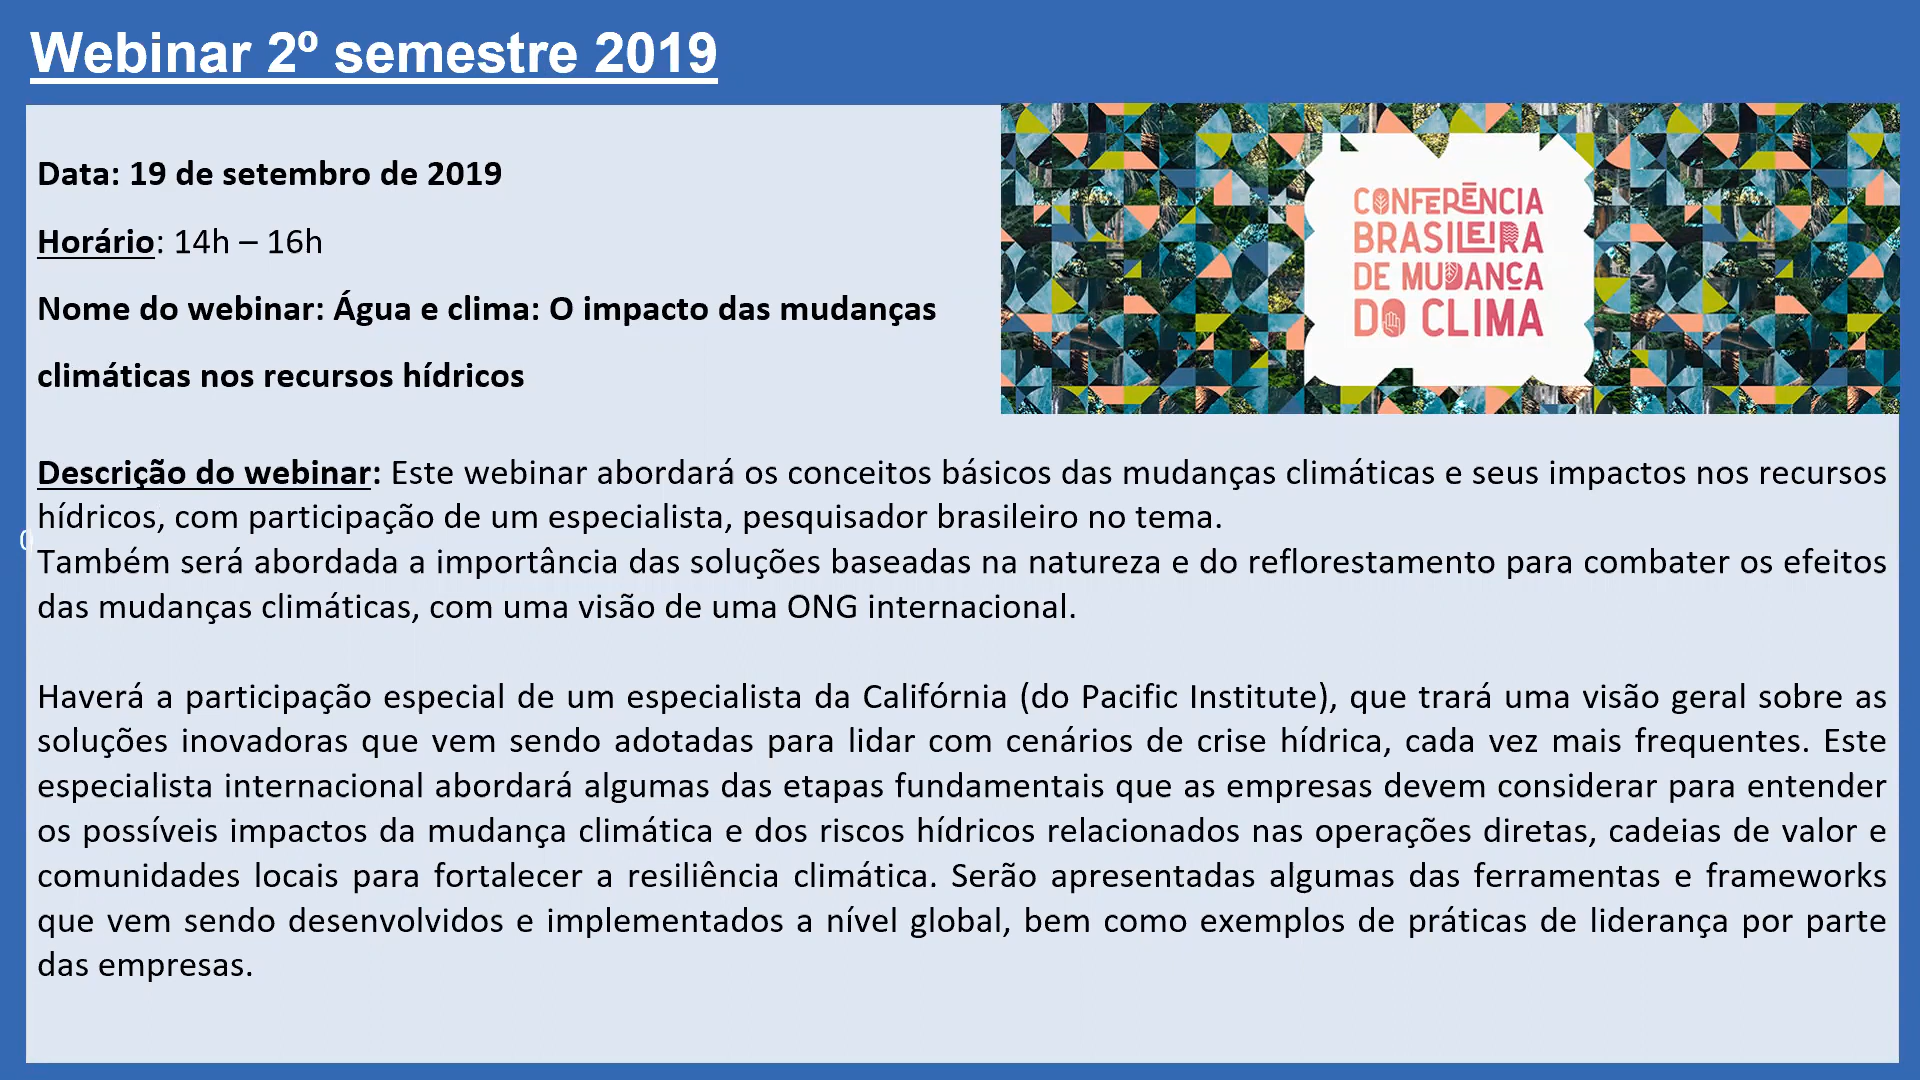 Webinar 2º semestre 2019
Data: 19 de setembro de 2019
Horário: 14h – 16h
Nome do webinar: Água e clima: O impacto das mudanças
climáticas nos recursos hídricos
CONFERÊNCIA
BRASILEIRA
DE MUDANÇA
DO CLIMA
Descrição do webinar: Este webinar abordará os conceitos básicos das mudanças climáticas e seus impactos nos recursos
hídricos, com participação de um especialista, pesquisador brasileiro no tema.
0
Também será abordada a importância das soluções baseadas na natureza e do reflorestamento para combater os efeitos
das mudanças climáticas, com uma visão de uma ONG internacional.
Haverá a participação especial de um especialista da Califórnia (do Pacific Institute), que trará uma visão geral sobre as
soluções inovadoras que vem sendo adotadas para lidar com cenários de crise hídrica, cada vez mais frequentes. Este
especialista internacional abordará algumas das etapas fundamentais que as empresas devem considerar para entender
os possíveis impactos da mudança climática e dos riscos hídricos relacionados nas operações diretas, cadeias de valor e
comunidades locais para fortalecer a resiliência climática. Serão apresentadas algumas das ferramentas e frameworks
que vem sendo desenvolvidos e implementados a nível global, bem como exemplos de práticas de liderança por parte
das empresas.